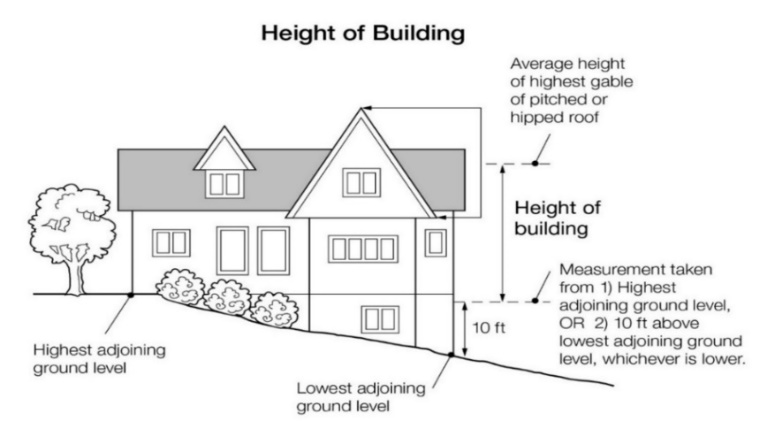 Height of Building
Average height
of highest gable
of pitched or
hipped roof
Height of
building
Measurement taken
from 1) Highest
adjoining ground level,
OR 2) 10 ft above
lowest adjoining ground
level, whichever is lower.
10 ft
Highest adjoining
ground level
Lowest adjoining
ground level